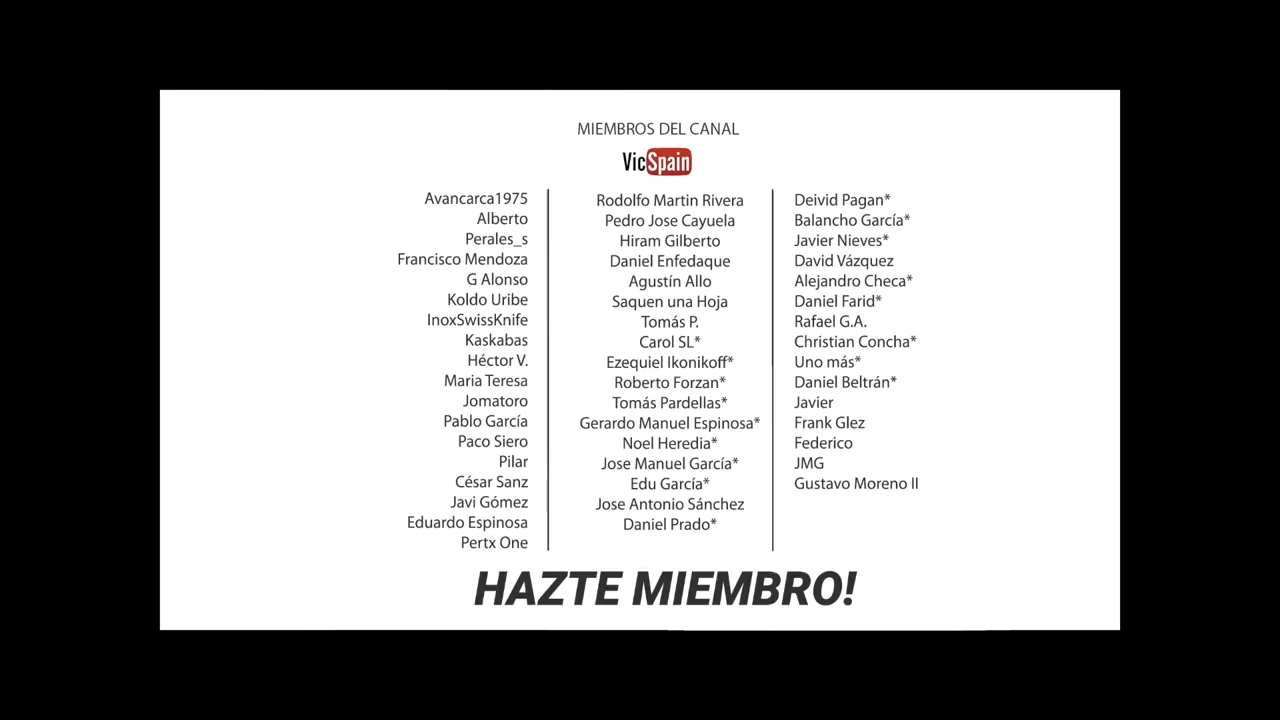 MIEMBROS DEL CANAL
VicSpain
Avancarca1975
Alberto
Perales_s
Francisco Mendoza
G Alonso
Koldo Uribe
InoxSwissKnife
Kaskabas
Héctor V.
Maria Teresa
Jomatoro
Pablo García
Paco Siero
Pilar
César Sanz
Javi Gómez
Eduardo Espinosa
Pertx One
Rodolfo Martin Rivera
Pedro Jose Cayuela
Hiram Gilberto
Daniel Enfedaque
Agustín Allo
Saquen una Hoja
Tomás P.
Carol SL*
Ezequiel Ikonikoff*
Roberto Forzan*
Tomás Pardellas*
Gerardo Manuel Espinosa*
Noel Heredia*
Jose Manuel García*
Edu García*
Jose Antonio Sánchez
Daniel Prado*
Deivid Pagan*
Balancho García*
Javier Nieves*
David Vázquez
Alejandro Checa*
Daniel Farid*
Rafael G.A.
Christian Concha*
Uno más*
Daniel Beltrán*
Javier
Frank Glez
Federico
JMG
Gustavo Moreno II
HAZTE MIEMBRO!